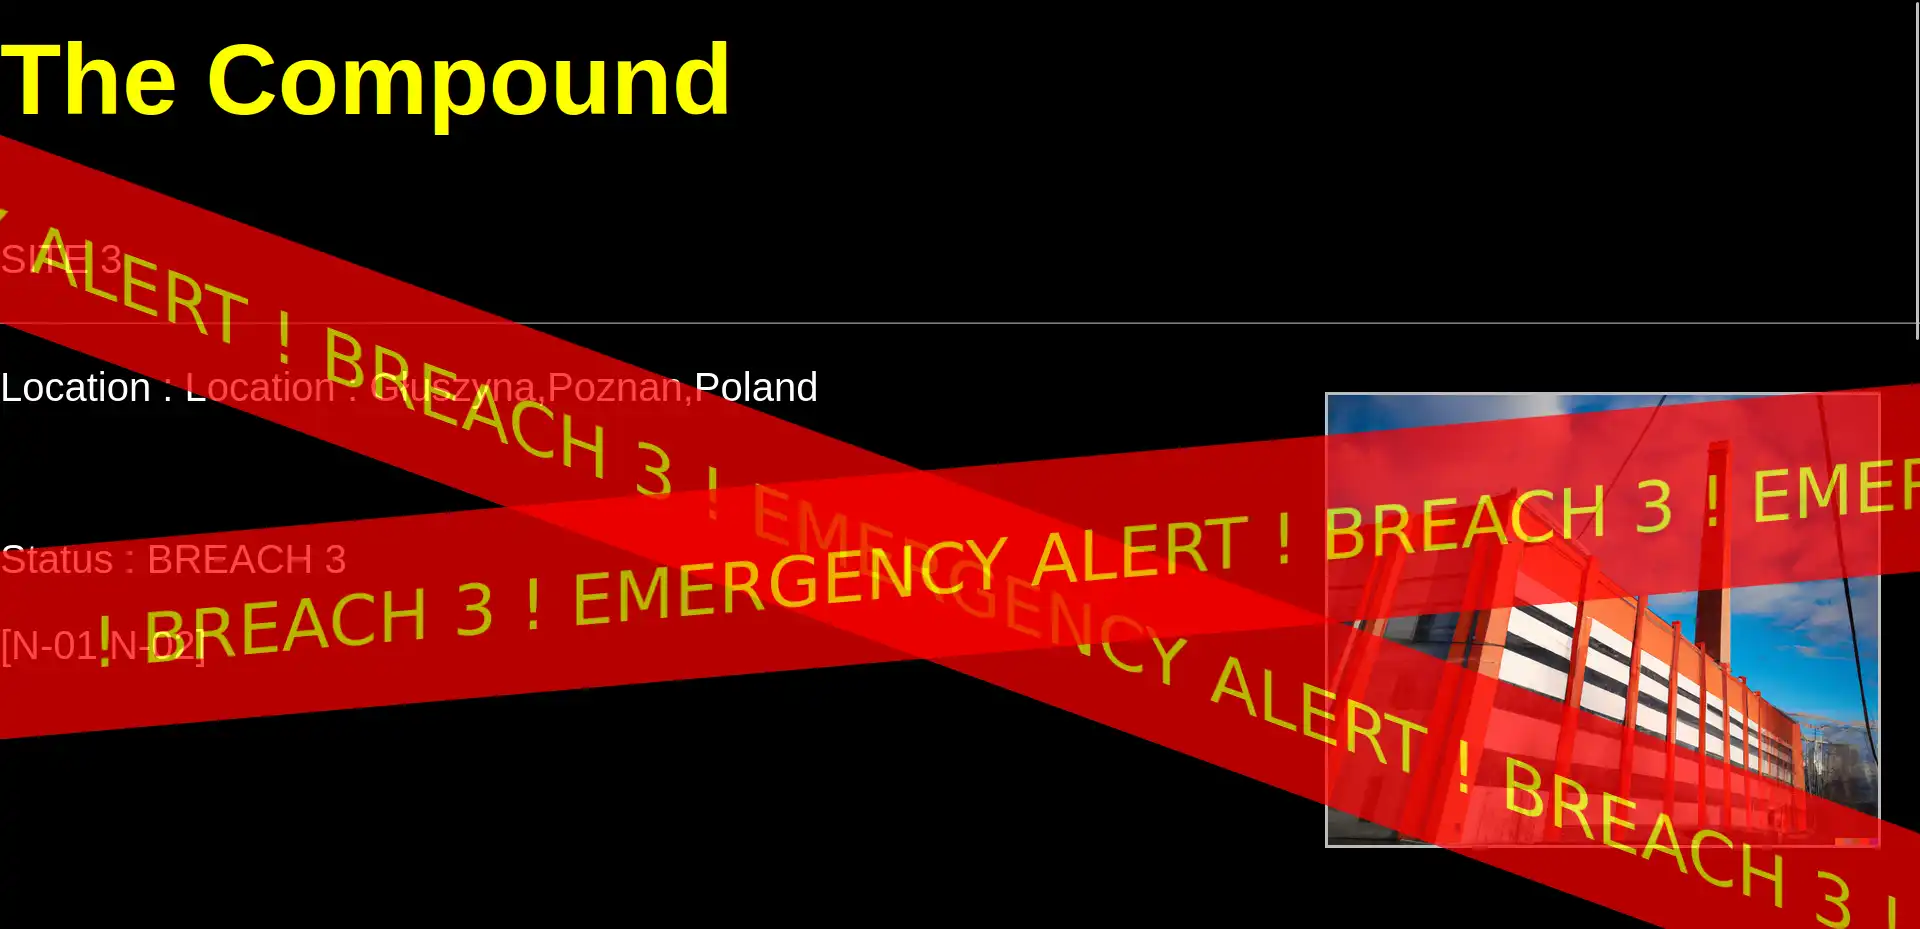 The Compound
SITE 3
Location : Location : Głuszyna,Poznan,Poland
Status : BREACH 3
[N-01,N-02]
Y ALERT ! BREACH 3 ! EMERGENCY ALERT ! BREACH 3 !
! BREACH 3 ! EMERGENCY ALERT ! BREACH 3 ! EMER